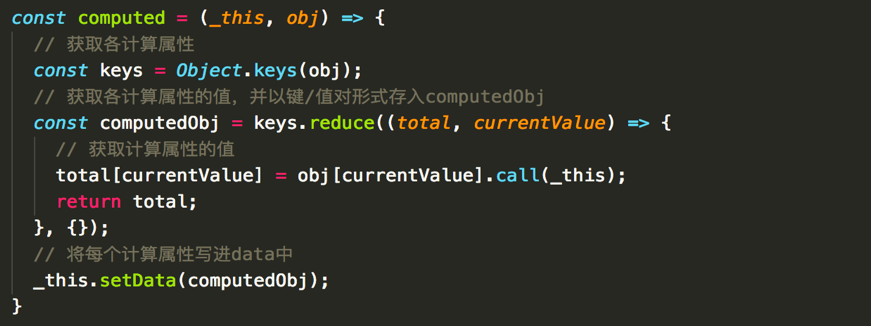 const computed = (_this, obj) => {
// 获取各计算属性
const keys = Object.keys(obj);
// 获取各计算属性的值，并以键/值对形式存入computedObj
const computedObj = keys.reduce((total, currentValue) => {
// 获取计算属性的值
total[currentValue] = obj[currentValue].call(_this);
return total;
}, {});
// 将每个计算属性写进data中
_this.setData(computedObj);
}